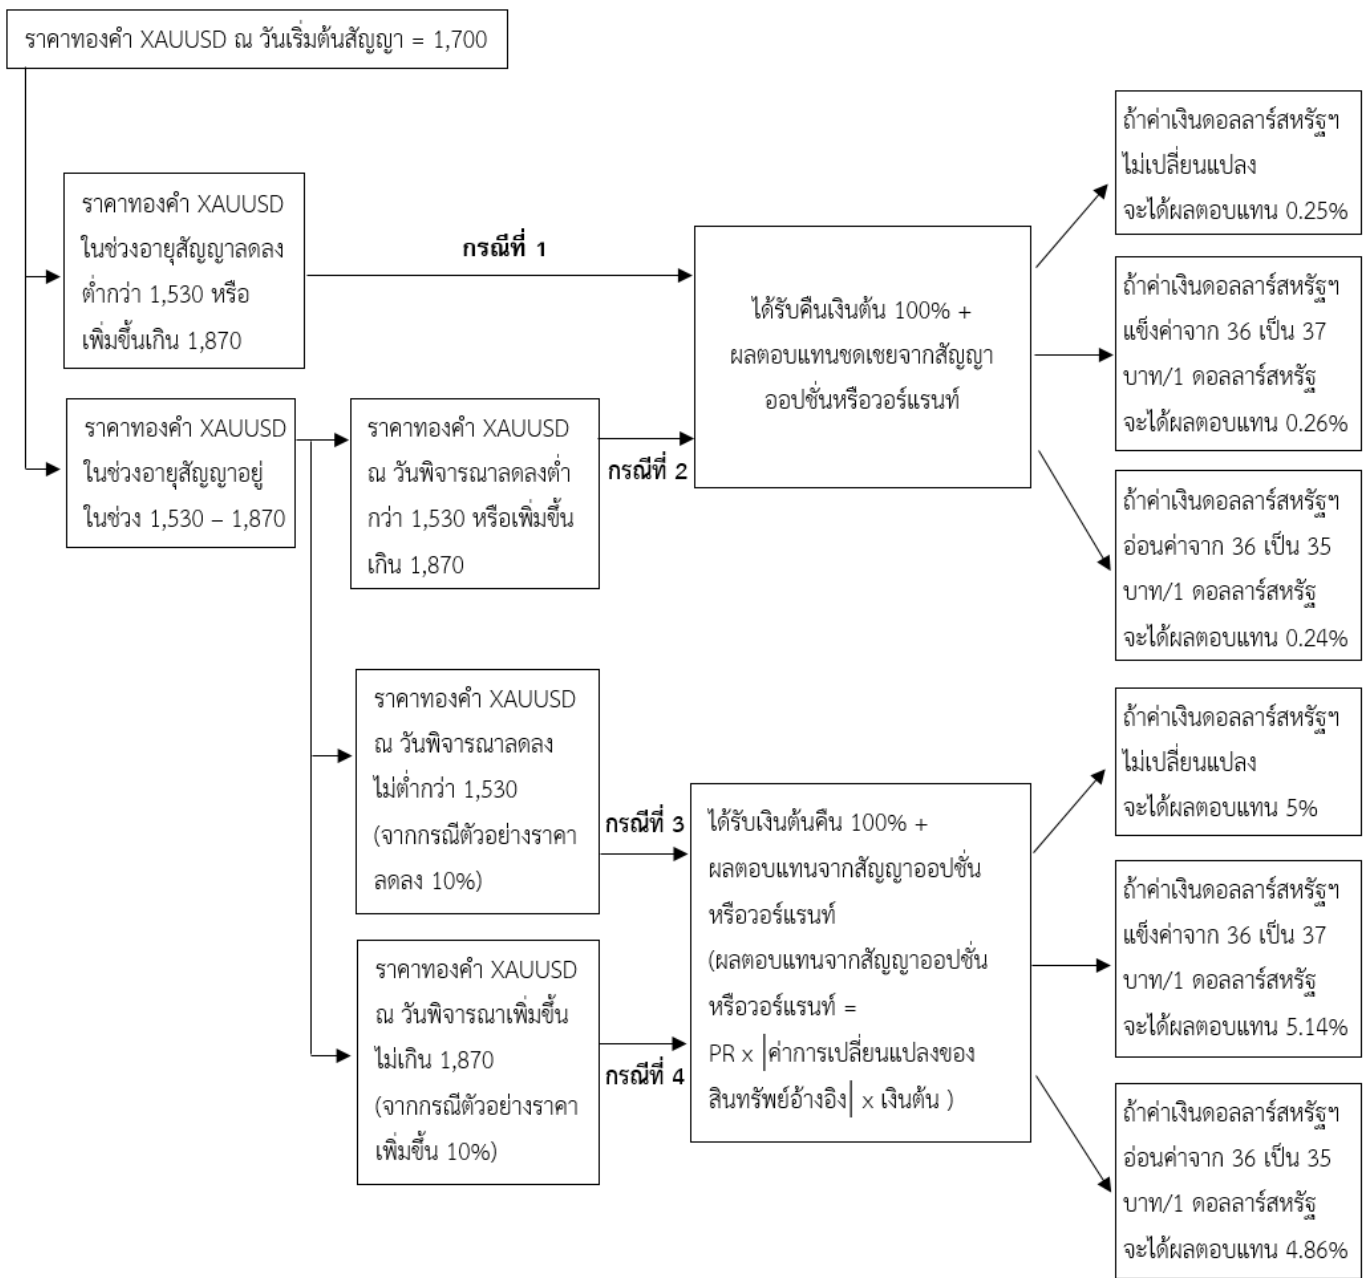 ราคาทองคำ XAUUSD ณ วันเริ่มต้นสัญญา = 1,700
ราคาทองคำ XAUUSD
ในช่วงอายุสัญญาลดลง
ต่ำกว่า 1,530 หรือ
เพิ่มขึ้นเกิน 1,870
กรณีที่ 1
ราคาทองคำ XAUUSD
ในช่วงอายุสัญญาอยู่
ในช่วง 1,530 – 1,870
ราคาทองคำ XAUUSD
ณ วันพิจารณาลดลงต่ำ
กว่า 1,530 หรือเพิ่มขึ้น
เกิน 1,870
กรณีที่ 2
ได้รับคืนเงินต้น 100% +
ผลตอบแทนชดเชยจากสัญญา
ออปชั่นหรือวอร์แรนท์
ถ้าค่าเงินดอลลาร์สหรัฐฯ
ไม่เปลี่ยนแปลง
จะได้ผลตอบแทน 0.25%
ถ้าค่าเงินดอลลาร์สหรัฐฯ
แข็งค่าจาก 36 เป็น 37
บาท/1 ดอลลาร์สหรัฐ
จะได้ผลตอบแทน 0.26%
ถ้าค่าเงินดอลลาร์สหรัฐฯ
อ่อนค่าจาก 36 เป็น 35
บาท/1 ดอลลาร์สหรัฐ
จะได้ผลตอบแทน 0.24%
ราคาทองคำ XAUUSD
ณ วันพิจารณาลดลง
ไม่ต่ำกว่า 1,530
(จากกรณีตัวอย่างราคา
ลดลง 10%)
กรณีที่ 3
ราคาทองคำ XAUUSD
ณ วันพิจารณาเพิ่มขึ้น
ไม่เกิน 1,870
(จากกรณีตัวอย่างราคา
เพิ่มขึ้น 10%)
กรณีที่ 4
ได้รับเงินต้นคืน 100% +
ผลตอบแทนจากสัญญาออปชั่น
หรือวอร์แรนท์
(ผลตอบแทนจากสัญญาออปชั่น
หรือวอร์แรนท์ =
PR x |ค่าการเปลี่ยนแปลงของ
สินทรัพย์อ้างอิง| x เงินต้น )
ถ้าค่าเงินดอลลาร์สหรัฐฯ
ไม่เปลี่ยนแปลง
จะได้ผลตอบแทน 5%
ถ้าค่าเงินดอลลาร์สหรัฐฯ
แข็งค่าจาก 36 เป็น 37
บาท/1 ดอลลาร์สหรัฐ
จะได้ผลตอบแทน 5.14%
ถ้าค่าเงินดอลลาร์สหรัฐฯ
อ่อนค่าจาก 36 เป็น 35
บาท/1 ดอลลาร์สหรัฐ
จะได้ผลตอบแทน 4.86%